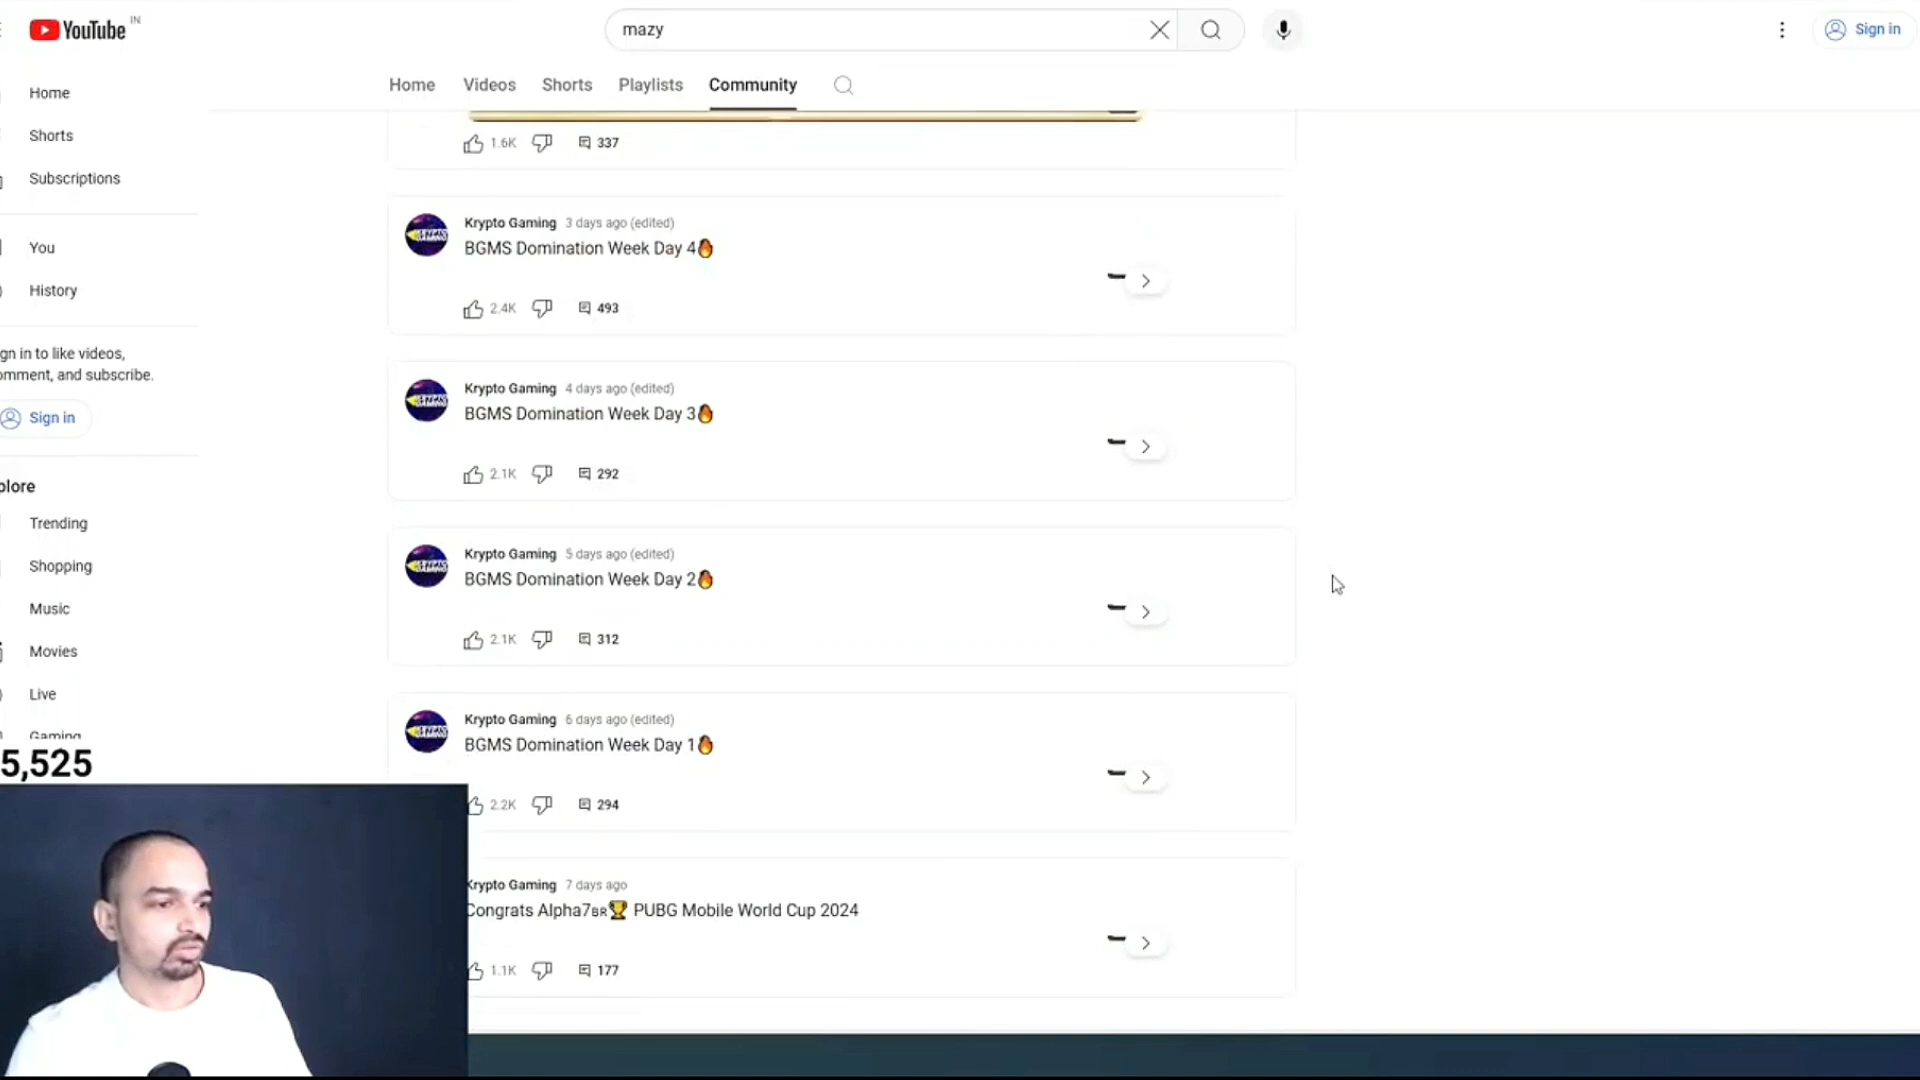 YouTube IN
mazy
Sign in
Home
Shorts
Subscriptions
You
History
gn in to like videos,
omment, and subscribe.
Sign in
plore
Trending
Shopping
Music
Movies
Live
Gaming
5,525
Home Videos Shorts Playlists Community
1.6K 337
Krypto Gaming 3 days ago (edited)
BGMS Domination Week Day 4🔥
2.4K 493
Krypto Gaming 4 days ago (edited)
BGMS Domination Week Day 3🔥
2.1K 292
Krypto Gaming 5 days ago (edited)
BGMS Domination Week Day 2🔥
2.1K 312
Krypto Gaming 6 days ago (edited)
BGMS Domination Week Day 1🔥
2.2K 294
Krypto Gaming 7 days ago
Congrats Alpha7ʙʀ🏆 PUBG Mobile World Cup 2024
1.1K 177